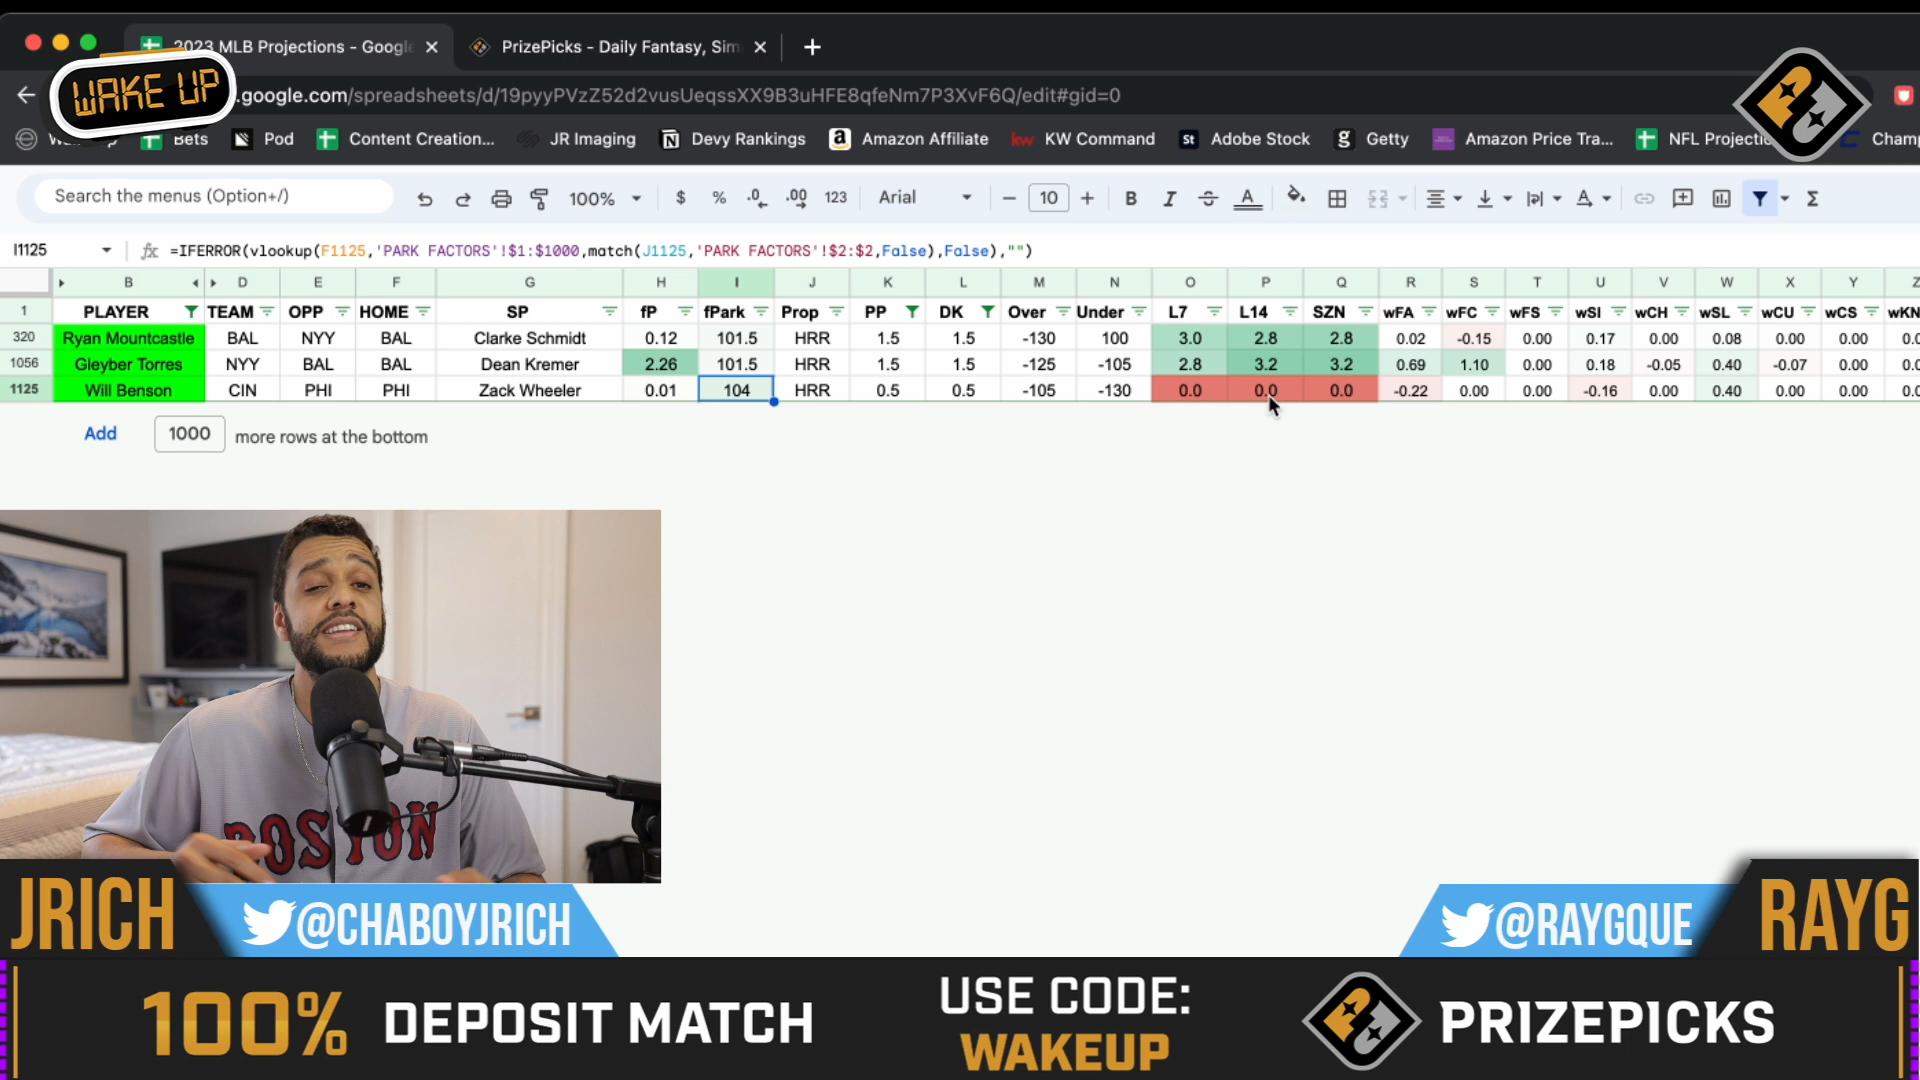 2023 MLB Projections - Google
PrizePicks - Daily Fantasy, Sim
WAKE UP
.google.com/spreadsheets/d/19pyyPVzZ52d2vusUeqssXX9B3uHFE8qfeNm7P3XvF6Q/edit#gid=0
Bets Pod Content Creation... JR Imaging Devy Rankings Amazon Affiliate KW Command Adobe Stock Getty Amazon Price Tra... NFL Projectio Champ
Search the menus (Option+/) 100% $ % .0 .00 123 Arial 10 B I S A A Σ
I1125 fx =IFERROR(vlookup(F1125,'PARK FACTORS'!$1:$1000,match(J1125,'PARK FACTORS'!$2:$2,False),False),"")
B D E F G H I J K L M N O P Q R S T U V W X Y Z
1 PLAYER TEAM OPP HOME SP fP fPark Prop PP DK Over Under L7 L14 SZN wFA wFC wFS wSI wCH wSL wCU wCS wKN
320 Ryan Mountcastle BAL NYY BAL Clarke Schmidt 0.12 101.5 HRR 1.5 1.5 -130 100 3.0 2.8 2.8 0.02 -0.15 0.00 0.17 0.00 0.08 0.00 0.00
1056 Gleyber Torres NYY BAL BAL Dean Kremer 2.26 101.5 HRR 1.5 1.5 -125 -105 2.8 3.2 3.2 0.69 1.10 0.00 0.18 -0.05 0.40 -0.07 0.00
1125 Will Benson CIN PHI PHI Zack Wheeler 0.01 104 HRR 0.5 0.5 -105 -130 0.0 0.0 0.0 -0.22 0.00 0.00 -0.16 0.00 0.40 0.00 0.00
Add 1000 more rows at the bottom
BOSTON
JRICH @CHABOYJRICH
@RAYGQUE RAYG
100% DEPOSIT MATCH
USE CODE:
WAKEUP
PRIZEPICKS